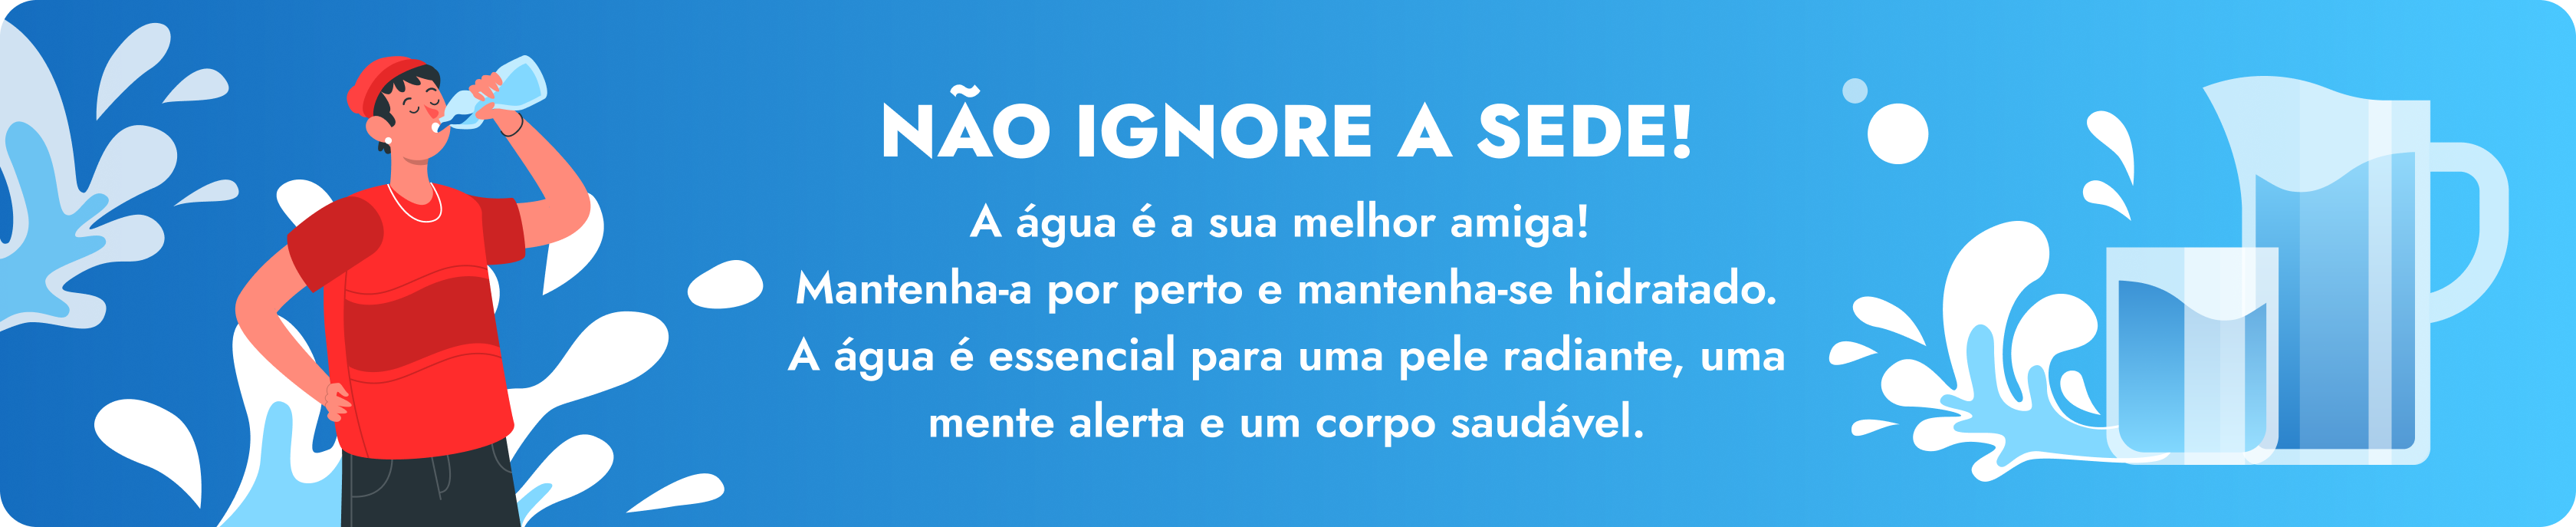 NÃO IGNORE A SEDE!
A água é a sua melhor amiga!
Mantenha-a por perto e mantenha-se hidratado.
A água é essencial para uma pele radiante, uma
mente alerta e um corpo saudável.